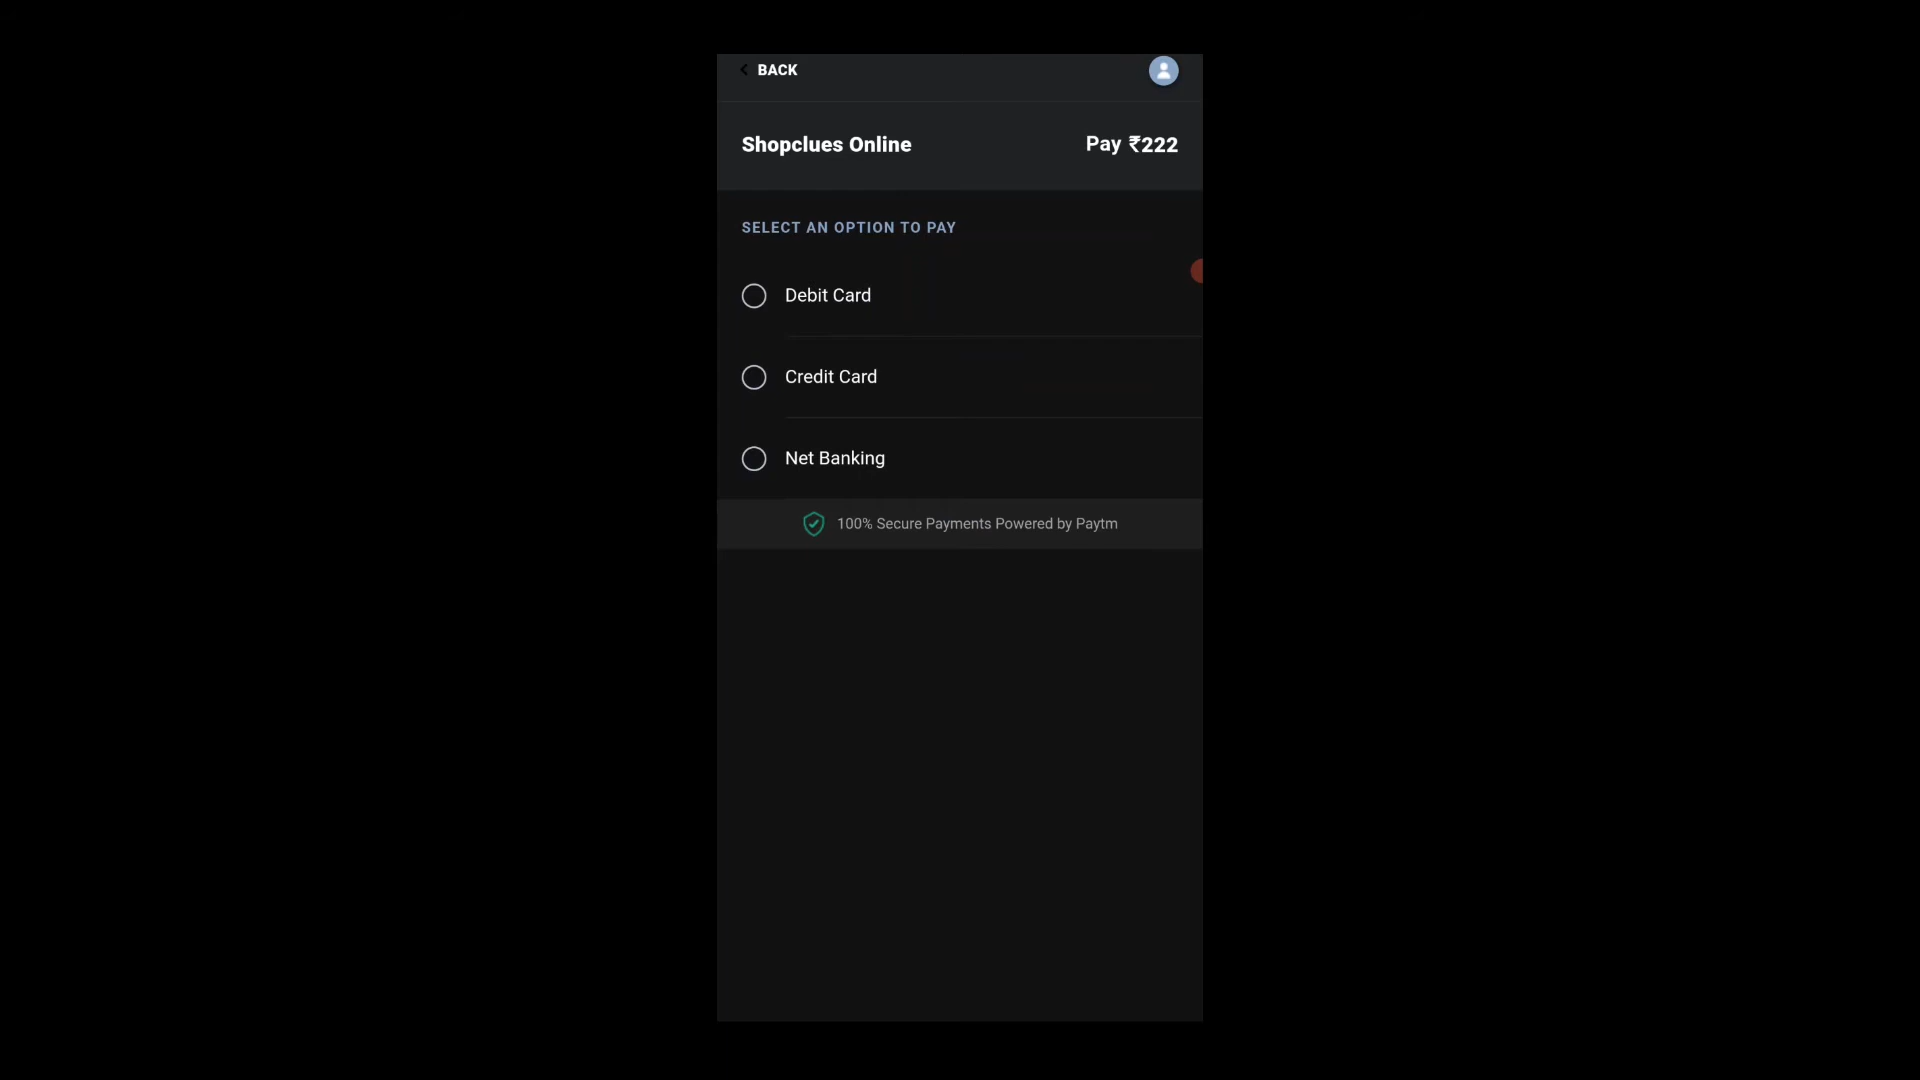 BACK
Shopclues Online Pay ₹222
SELECT AN OPTION TO PAY
Debit Card
Credit Card
Net Banking
100% Secure Payments Powered by Paytm